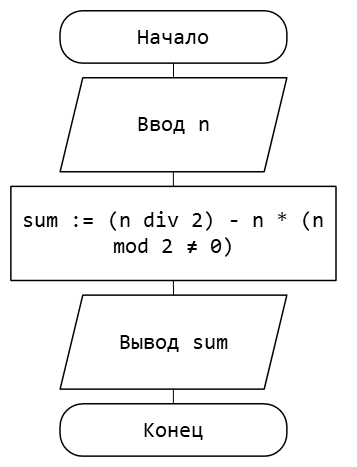 Начало
Ввод n
sum := (n div 2) - n * (n
mod 2 ≠ 0)
Вывод sum
Конец